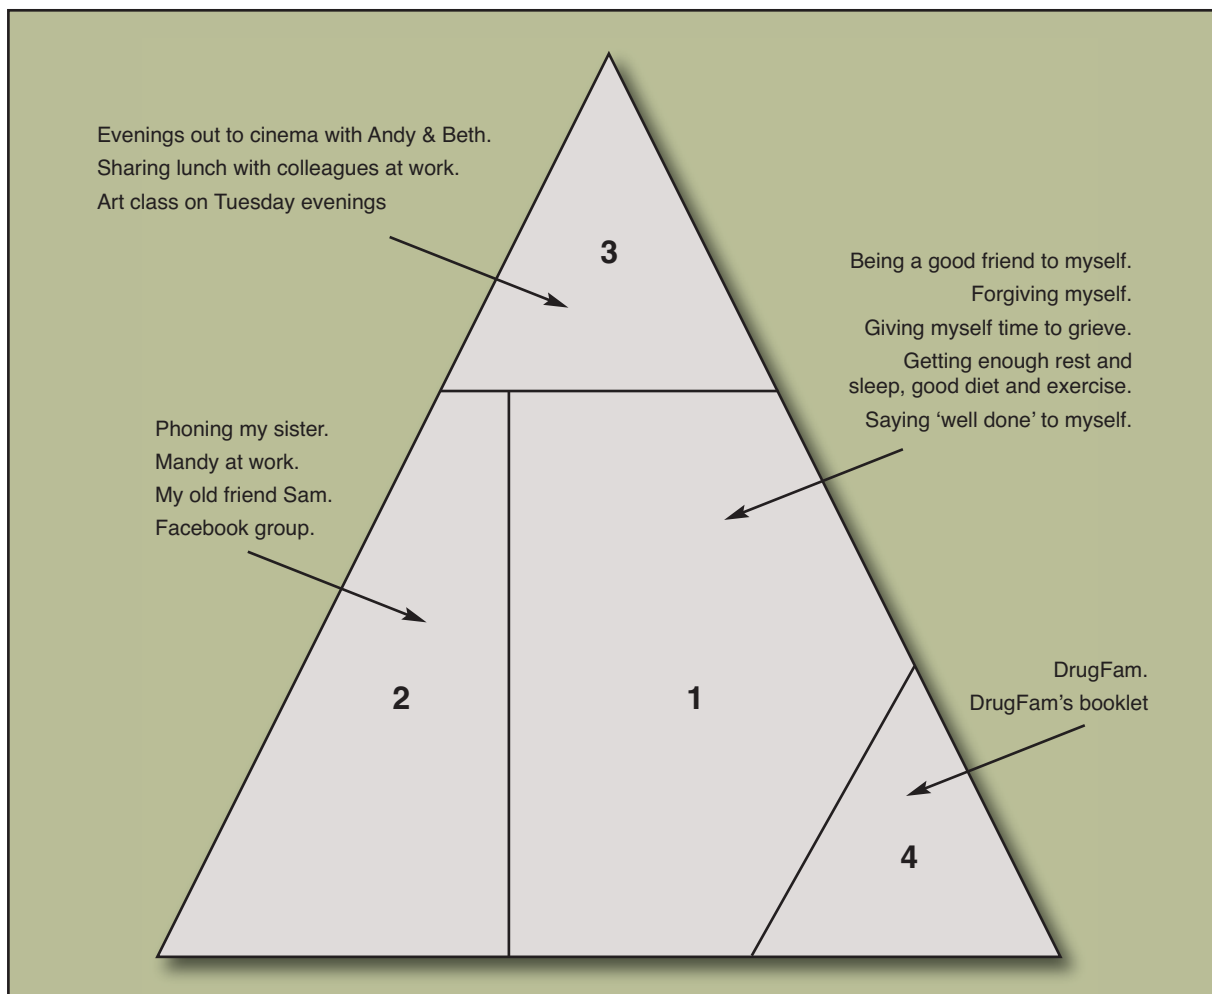 Evenings out to cinema with Andy & Beth.
Sharing lunch with colleagues at work.
Art class on Tuesday evenings
3
Being a good friend to myself.
Forgiving myself.
Giving myself time to grieve.
Getting enough rest and
sleep, good diet and exercise.
Saying ‘well done’ to myself.
Phoning my sister.
Mandy at work.
My old friend Sam.
Facebook group.
2
1
DrugFam.
DrugFam’s booklet
4